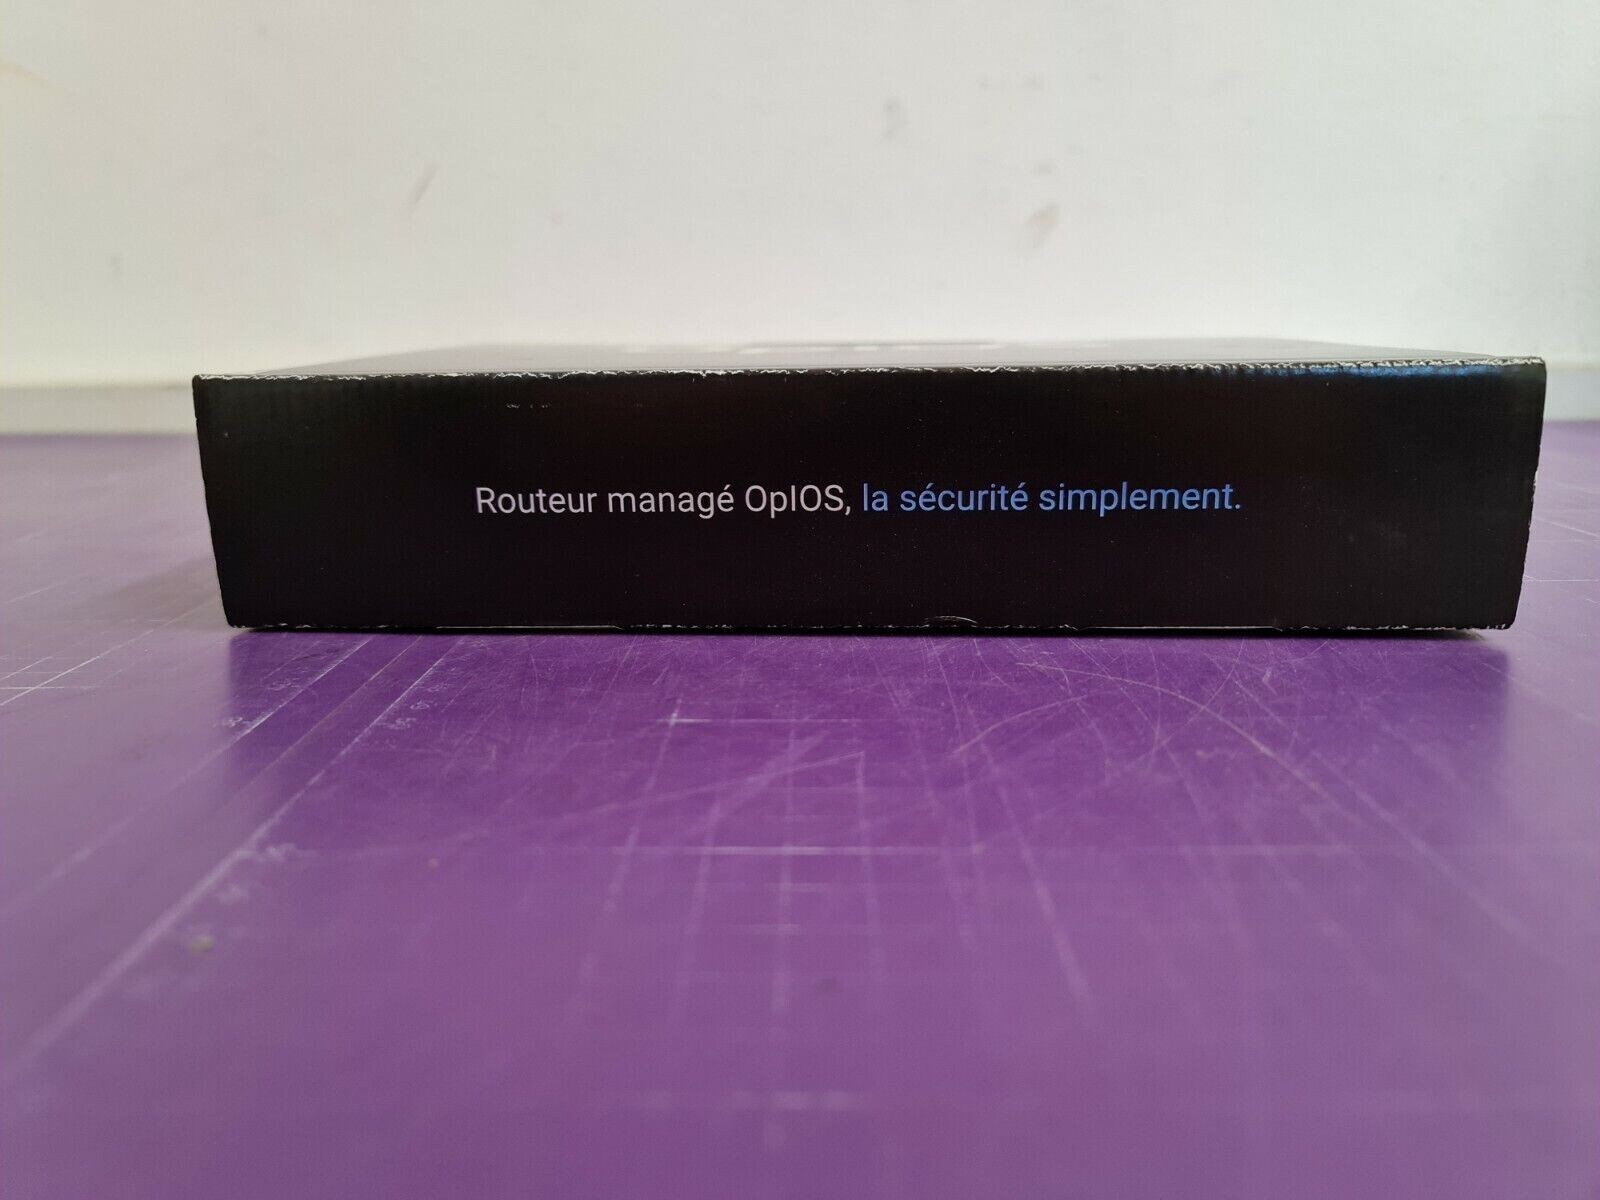 Routeur managé OpIOS, la sécurité simplement.